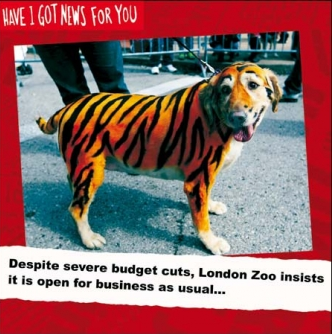 HAVE I GOT NEWS FOR YOU
Despite severe budget cuts, London Zoo insists
it is open for business as usual...